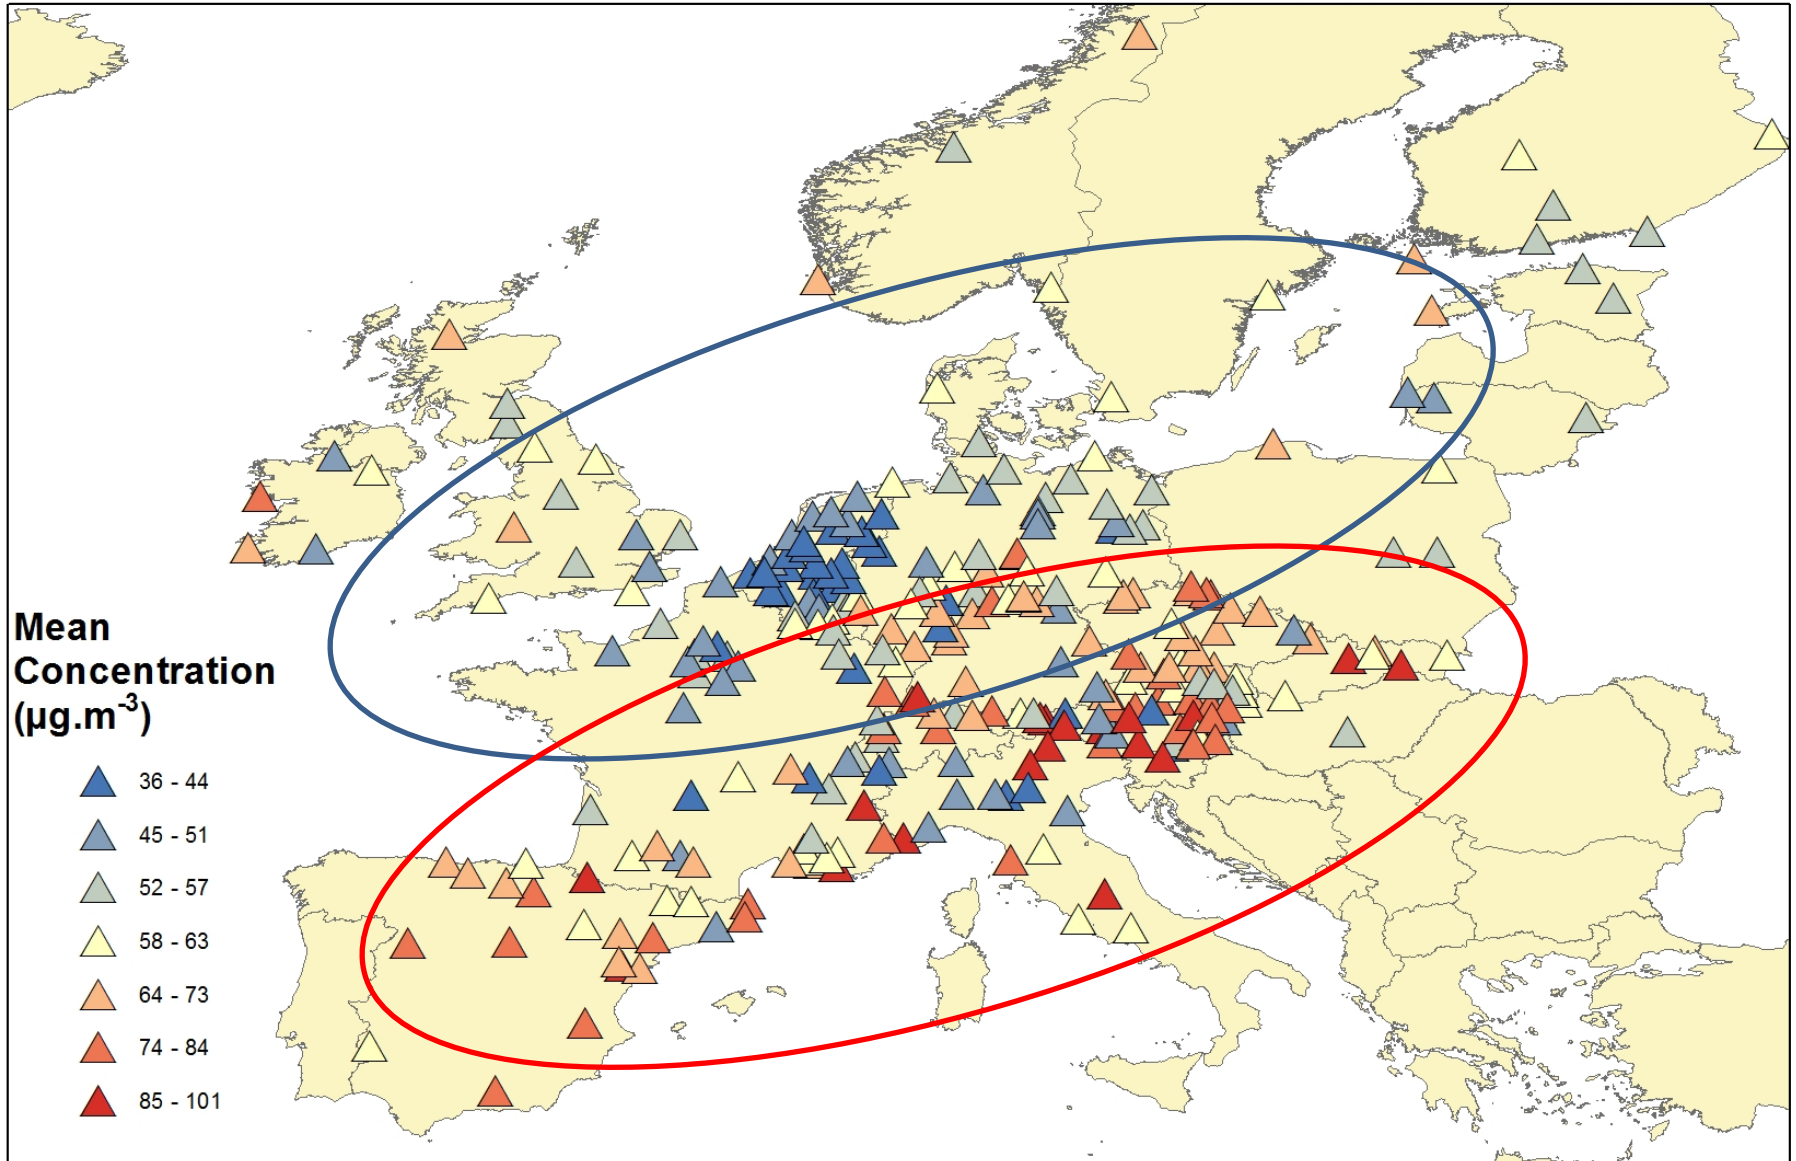 Mean
Concentration
(µg.m⁻³)
36 - 44
45 - 51
52 - 57
58 - 63
64 - 73
74 - 84
85 - 101